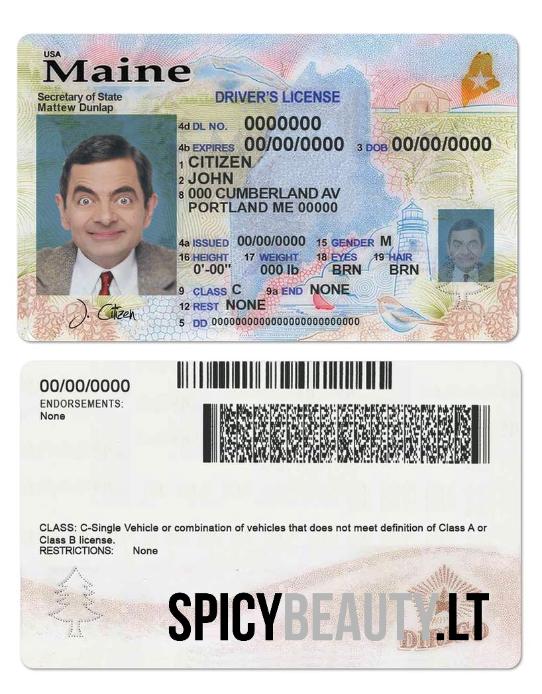 USA
Maine
Secretary of State
Mattew Dunlap
DRIVER'S LICENSE
4d DL NO. 0000000
4b EXPIRES 00/00/0000 3 DOB 00/00/0000
1 CITIZEN
2 JOHN
8 000 CUMBERLAND AV
PORTLAND ME 00000
4a ISSUED 00/00/0000 15 GENDER M
16 HEIGHT 17 WEIGHT 18 EYES 19 HAIR
0'-00" 000 lb BRN BRN
9 CLASS C 9a END NONE
12 REST NONE
5 DD 0000000000000000000000000
J. Citizen
00/00/0000
ENDORSEMENTS:
None
CLASS: C-Single Vehicle or combination of vehicles that does not meet definition of Class A or
Class B license.
RESTRICTIONS: None
SPICYBEAUTY.LT